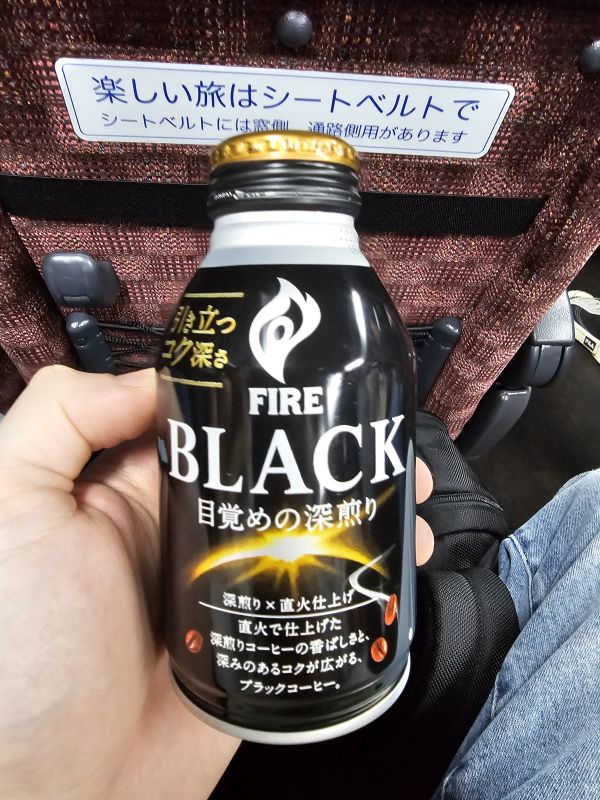 楽しい旅はシートベルトで
シートベルトには窓側、通路側用があります
引き立つ
コク深さ
FIRE
BLACK
目覚めの深煎り
深煎り×直火仕上げ
直火で仕上げた
深煎りコーヒーの香ばしさと、
深みのあるコクが広がる、
ブラックコーヒー。